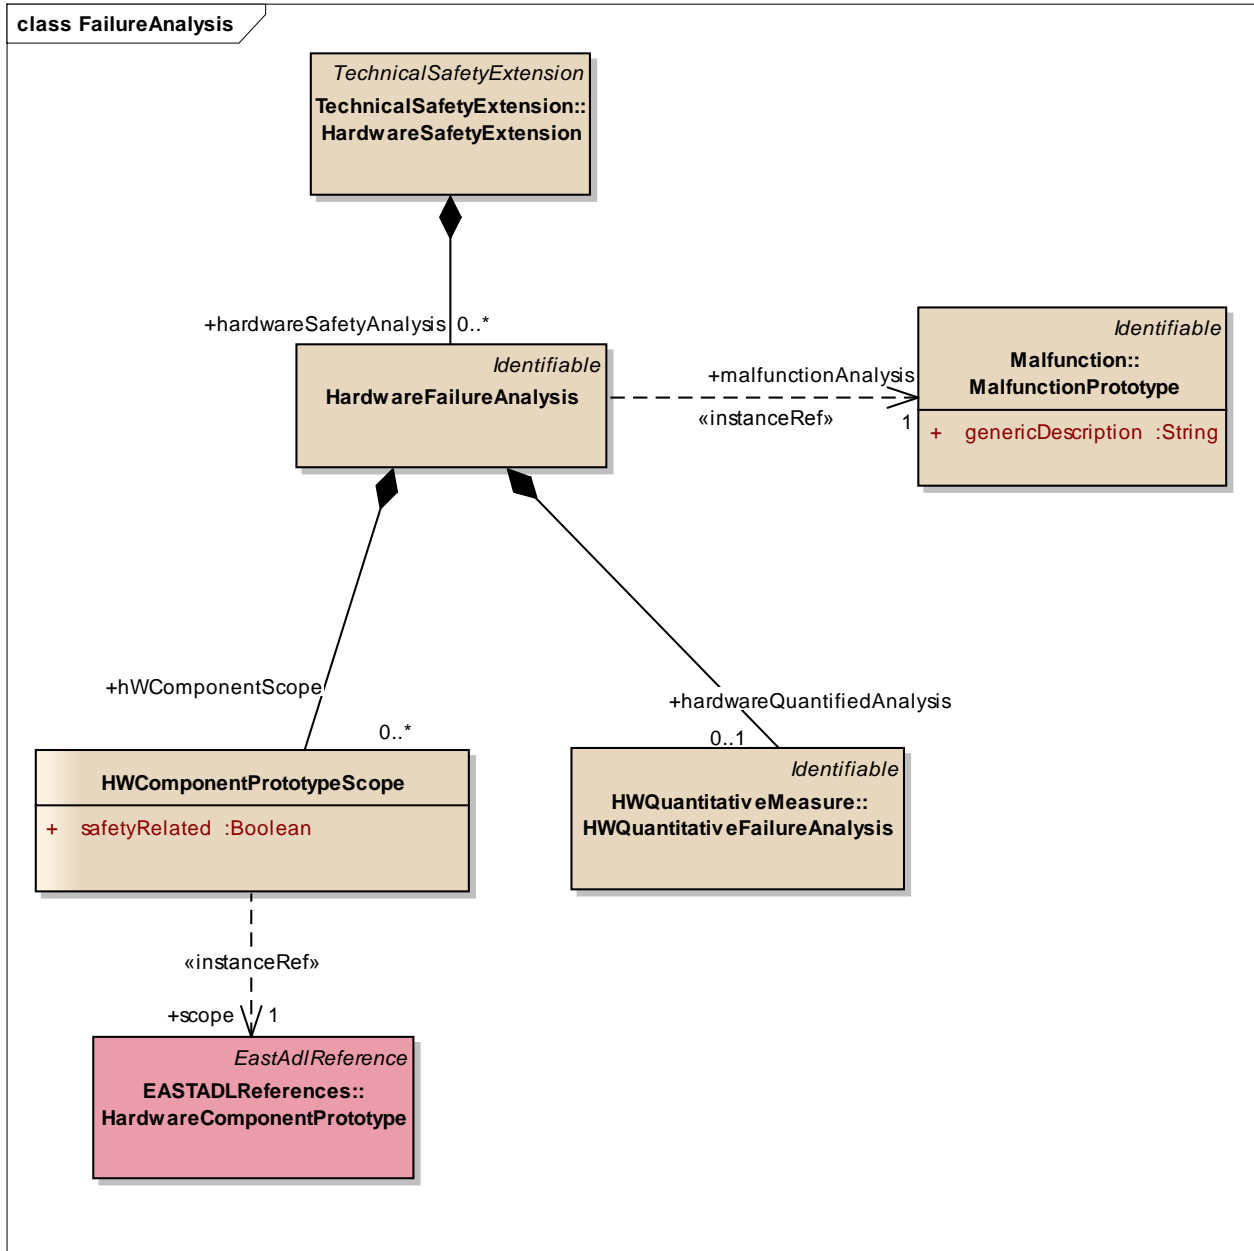 class FailureAnalysis
TechnicalSafetyExtension
TechnicalSafetyExtension::
HardwareSafetyExtension
+hardwareSafetyAnalysis 0..*
Identifiable
HardwareFailureAnalysis
+malfunctionAnalysis
«instanceRef»
1
Identifiable
Malfunction::
MalfunctionPrototype
+ genericDescription :String
+hWComponentScope
0..*
+hardwareQuantifiedAnalysis
0..1
HWComponentPrototypeScope
+ safetyRelated :Boolean
Identifiable
HWQuantitativeMeasure::
HWQuantitativeFailureAnalysis
«instanceRef»
+scope 1
EastAdlReference
EASTADLReferences::
HardwareComponentPrototype